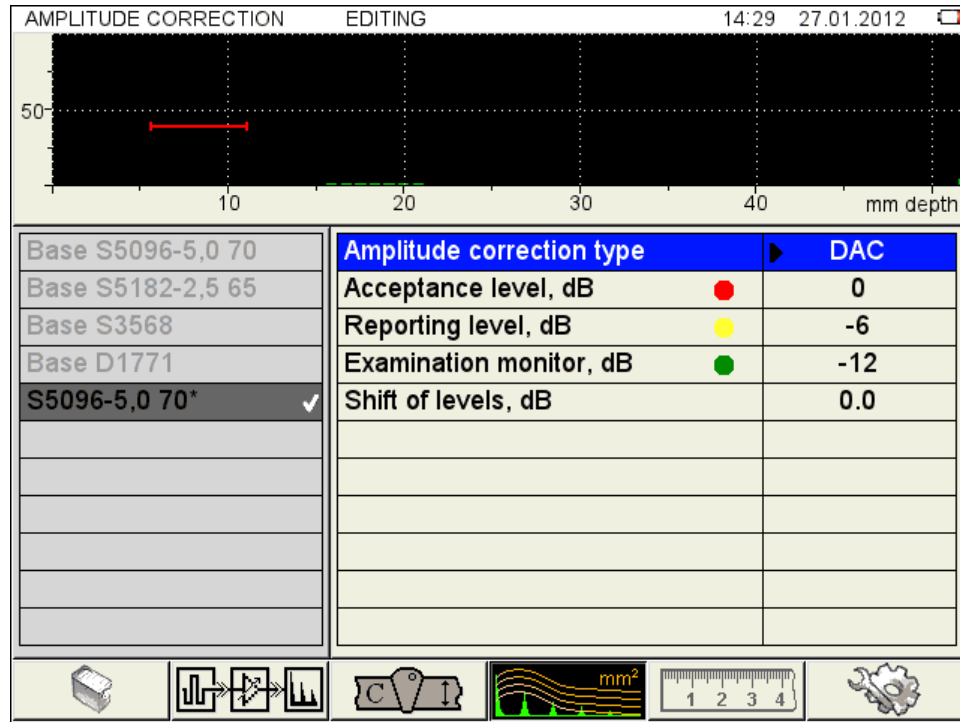 AMPLITUDE CORRECTION EDITING 14:29 27.01.2012
50
10 20 30 40 mm depth
Base S5096-5,0 70
Base S5182-2,5 65
Base S3568
Base D1771
S5096-5,0 70*
Amplitude correction type DAC
Acceptance level, dB 0
Reporting level, dB -6
Examination monitor, dB -12
Shift of levels, dB 0.0
C
mm²
1 2 3 4